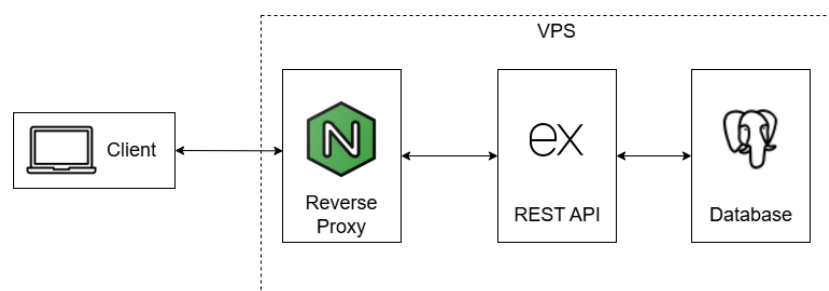 VPS
Client
N
Reverse
Proxy
ex
REST API
Database